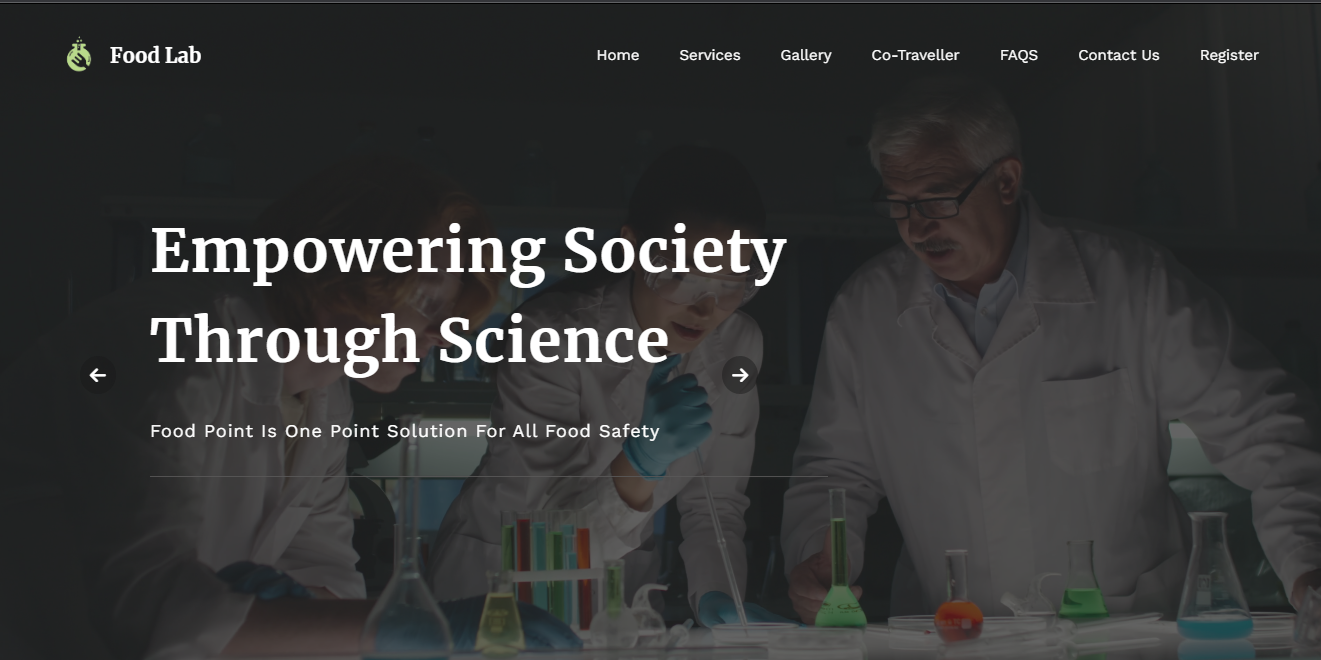 Food Lab
Home Services Gallery Co-Traveller FAQS Contact Us Register
Empowering Society
Through Science
Food Point Is One Point Solution For All Food Safety